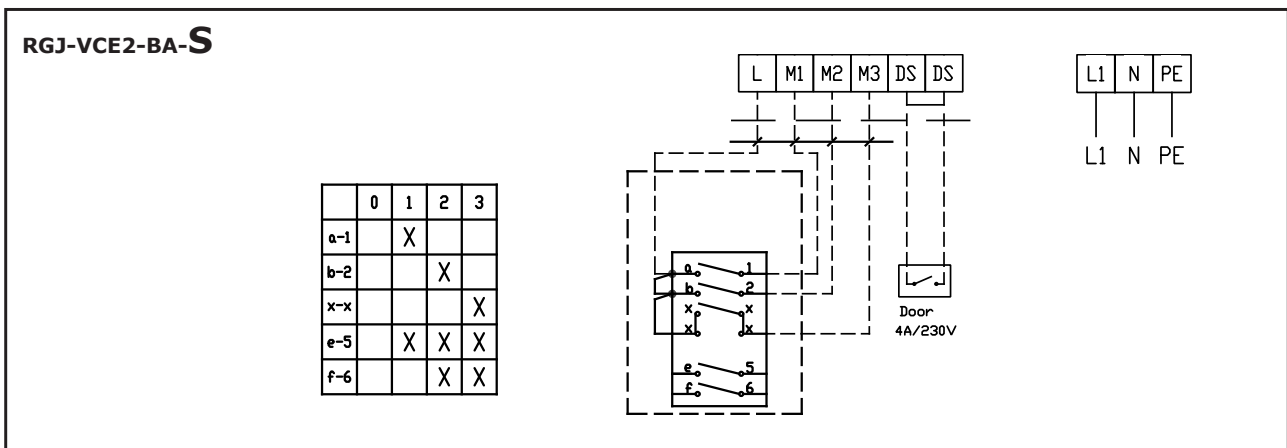 RGJ-VCE2-BA-S
L M1 M2 M3 DS DS
L1 N PE
L1 N PE
0 1 2 3
a-1 X
b-2 X
x-x X
e-5 X X X
f-6 X X
a 1
b 2
x x
x x
e 5
f 6
Door
4A/230V